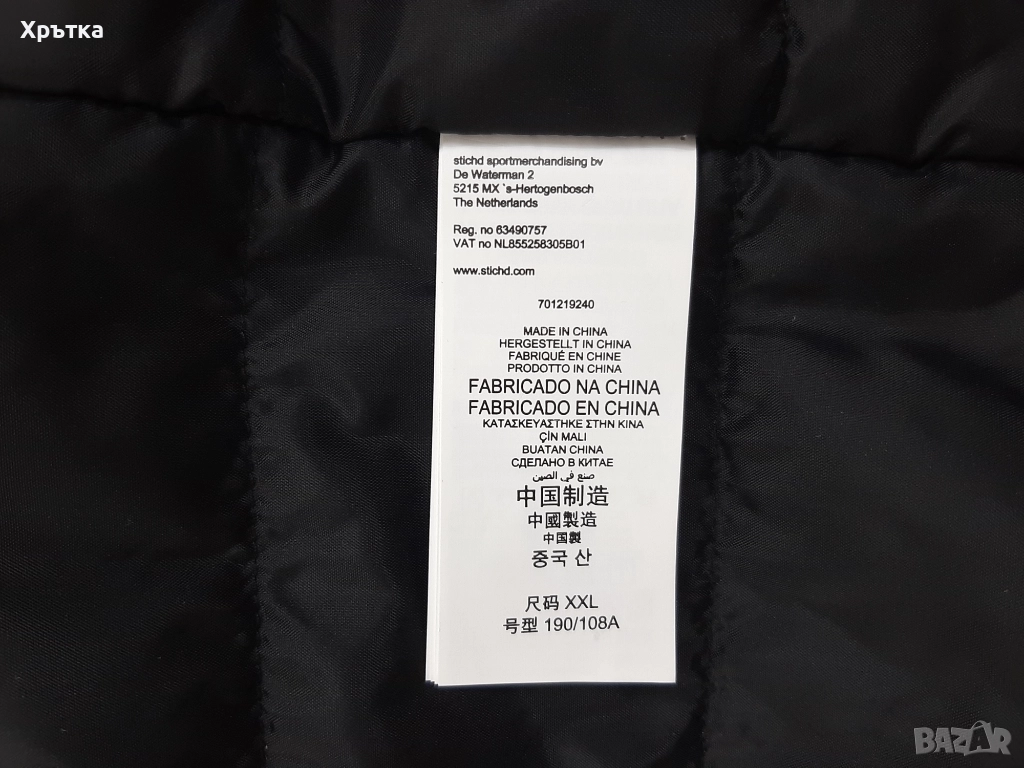 Хрътка
stichd sportmerchandising bv
De Waterman 2
5215 MX `s-Hertogenbosch
The Netherlands
Reg. no 63490757
VAT no NL855258305B01
www.stichd.com
701219240
MADE IN CHINA
HERGESTELLT IN CHINA
FABRIQUÉ EN CHINE
PRODOTTO IN CHINA
FABRICADO NA CHINA
FABRICADO EN CHINA
ΚΑΤΑΣΚΕΥΑΣΤΗΚΕ ΣΤΗΝ ΚΙΝΑ
ÇİN MALI
BUATAN CHINA
СДЕЛАНО В КИТАЕ
صنع في الصين
中国制造
中國製造
中国製
중국 산
尺码 XXL
号型 190/108A
BAZAR